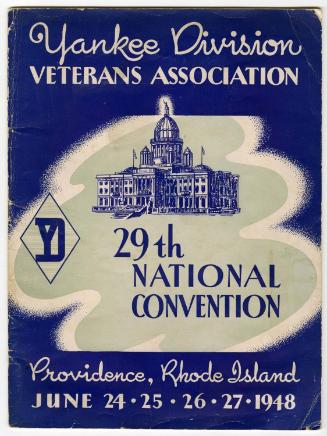 Yankee Division
VETERANS ASSOCIATION
YD
29th
NATIONAL
CONVENTION
Providence, Rhode Island
JUNE 24 • 25 • 26 • 27 • 1948